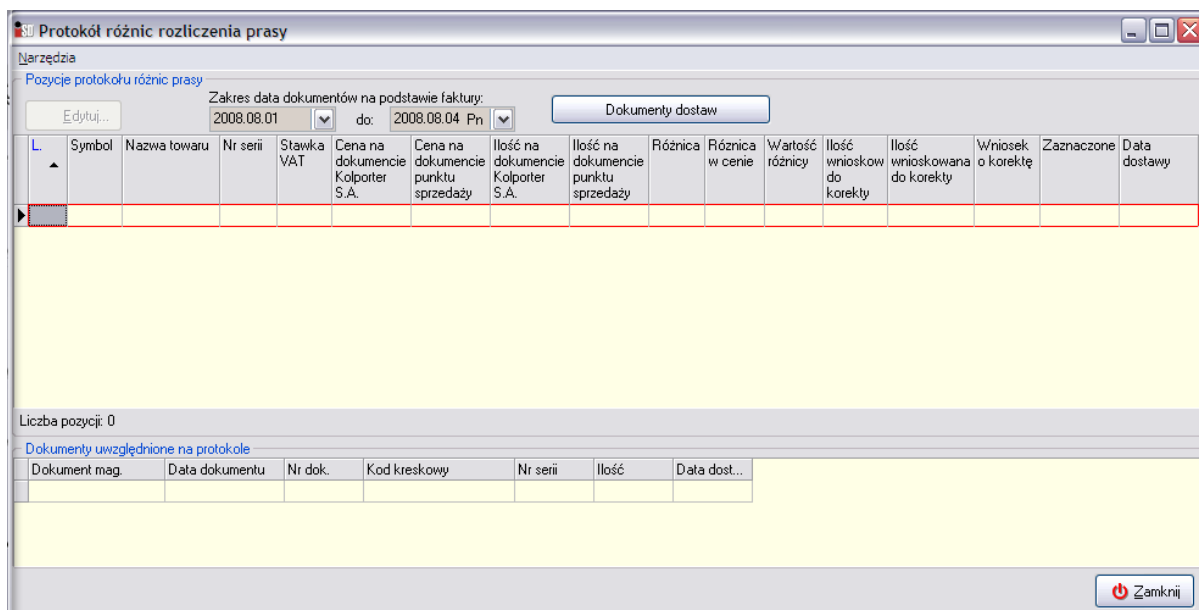 Protokół różnic rozliczenia prasy
Narzędzia
Pozycje protokołu różnic prasy
Zakres data dokumentów na podstawie faktury:
Edytuj... 2008.08.01 do: 2008.08.04 Pn Dokumenty dostaw
L. Symbol Nazwa towaru Nr serii Stawka VAT Cena na dokumencie Kolporter S.A. Cena na dokumencie punktu sprzedaży Ilość na dokumencie Kolporter S.A. Ilość na dokumencie punktu sprzedaży Różnica Różnica w cenie Wartość różnicy Ilość wnioskow do korekty Ilość wnioskowana do korekty Wniosek o korektę Zaznaczone Data dostawy
Liczba pozycji: 0
Dokumenty uwzględnione na protokole
Dokument mag. Data dokumentu Nr dok. Kod kreskowy Nr serii Ilość Data dost...
Zamknij